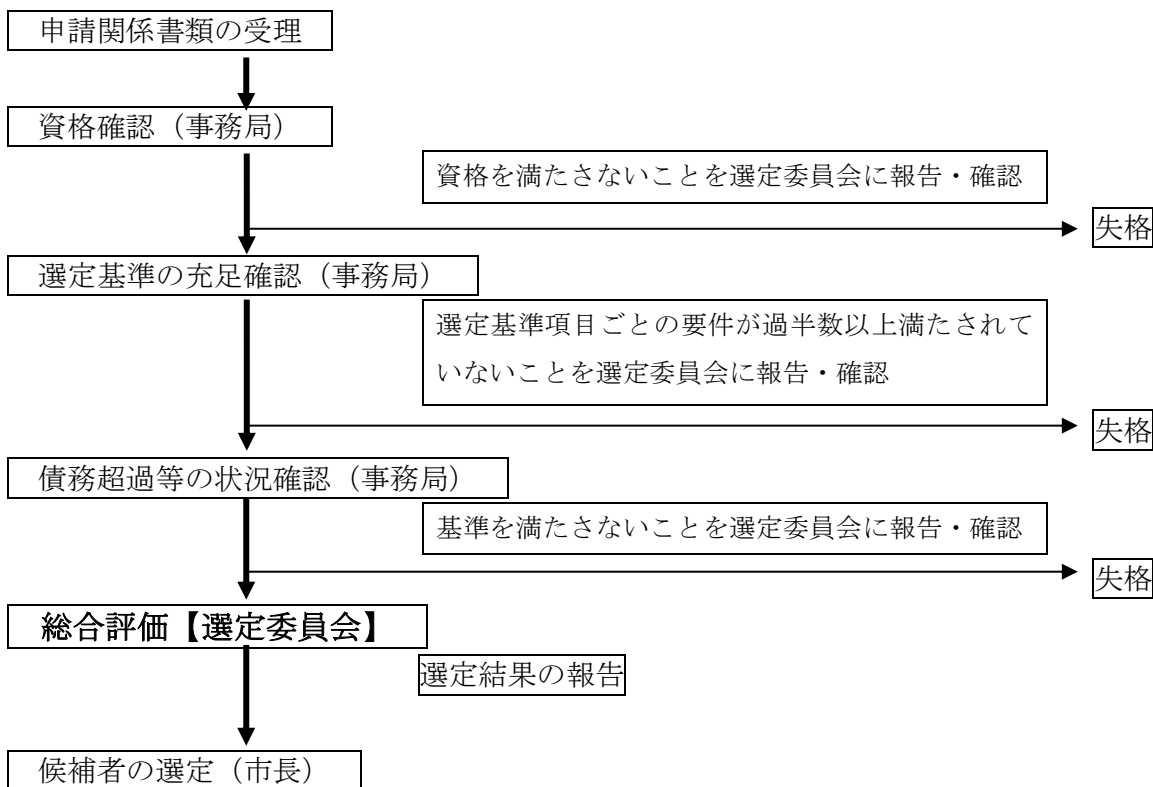 申請関係書類の受理
資格確認（事務局）
資格を満たさないことを選定委員会に報告・確認
失格
選定基準の充足確認（事務局）
選定基準項目ごとの要件が過半数以上満たされて
いないことを選定委員会に報告・確認
失格
債務超過等の状況確認（事務局）
基準を満たさないことを選定委員会に報告・確認
失格
総合評価【選定委員会】
選定結果の報告
候補者の選定（市長）